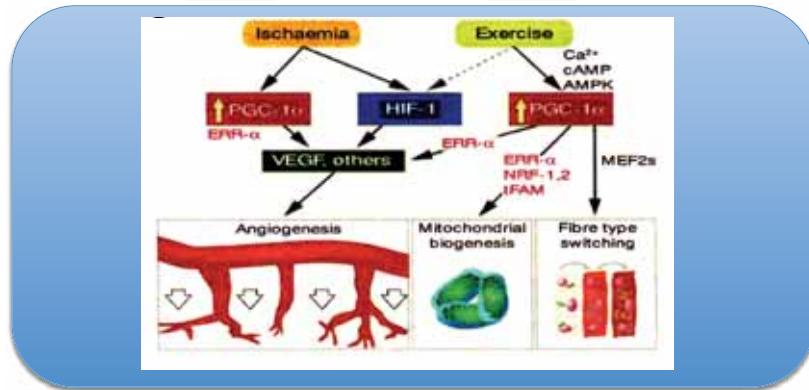 Ischaemia
Exercise
Ca²⁺
cAMP
AMPK
PGC-1α
HIF-1
PGC-1α
ERR-α
ERR-α
VEGF, others
ERR-α
NRF-1,2
tFAM
MEF2s
Angiogenesis
Mitochondrial
biogenesis
Fibre type
switching